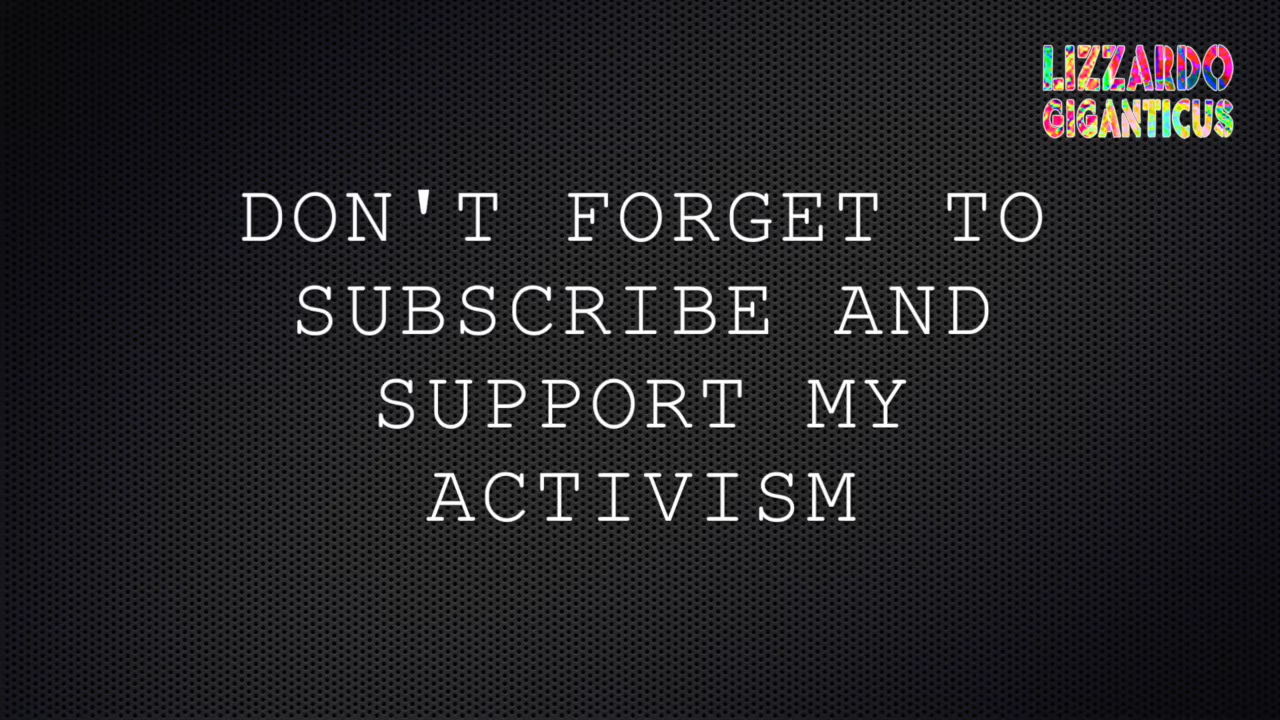 LIZZARDO
GIGANTICUS
DON'T FORGET TO
SUBSCRIBE AND
SUPPORT MY
ACTIVISM